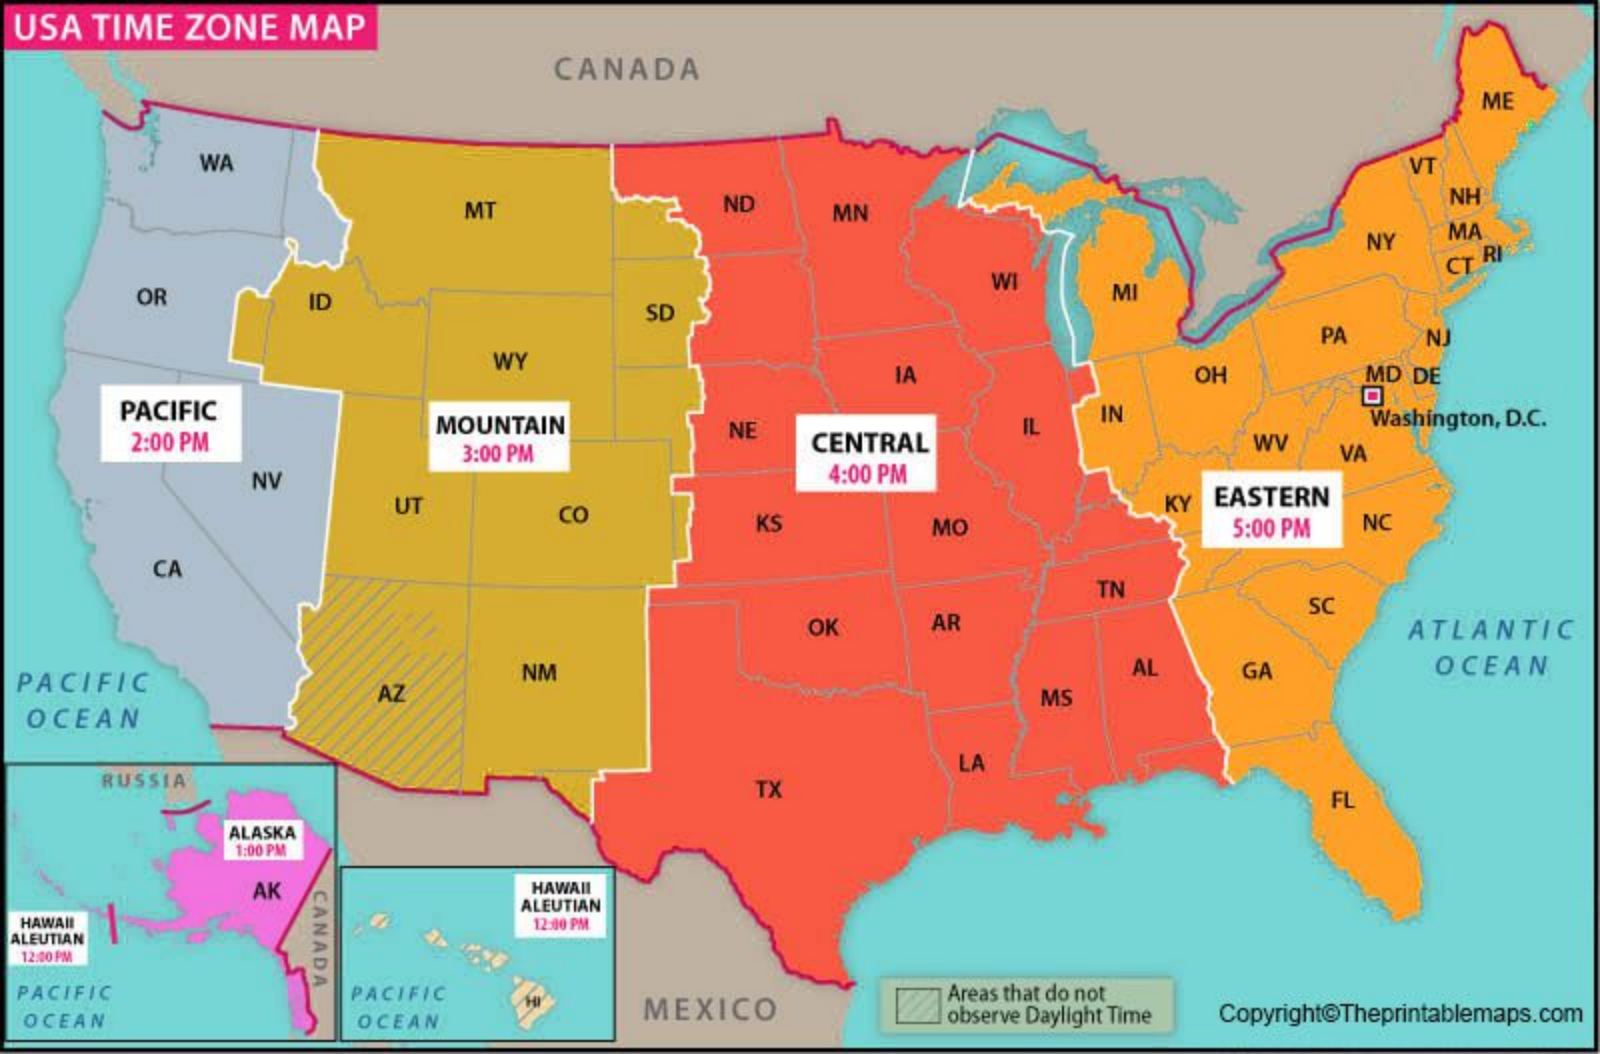 USA TIME ZONE MAP
CANADA
ME
WA
VT
MT
ND
MN
NH
NY
MA
RI
CT
OR
ID
SD
WI
MI
PA
NJ
WY
IA
OH
MD
DE
PACIFIC
2:00 PM
MOUNTAIN
3:00 PM
NE
CENTRAL
4:00 PM
IL
IN
Washington, D.C.
WV
VA
NV
UT
CO
KS
MO
KY
EASTERN
5:00 PM
NC
CA
TN
SC
OK
AR
ATLANTIC
OCEAN
PACIFIC
OCEAN
AZ
NM
MS
AL
GA
LA
TX
FL
RUSSIA
ALASKA
1:00 PM
AK
CANADA
HAWAII
ALEUTIAN
12:00 PM
PACIFIC
OCEAN
HAWAII
ALEUTIAN
12:00 PM
HI
PACIFIC
OCEAN
MEXICO
Areas that do not
observe Daylight Time
Copyright©Theprintablemaps.com